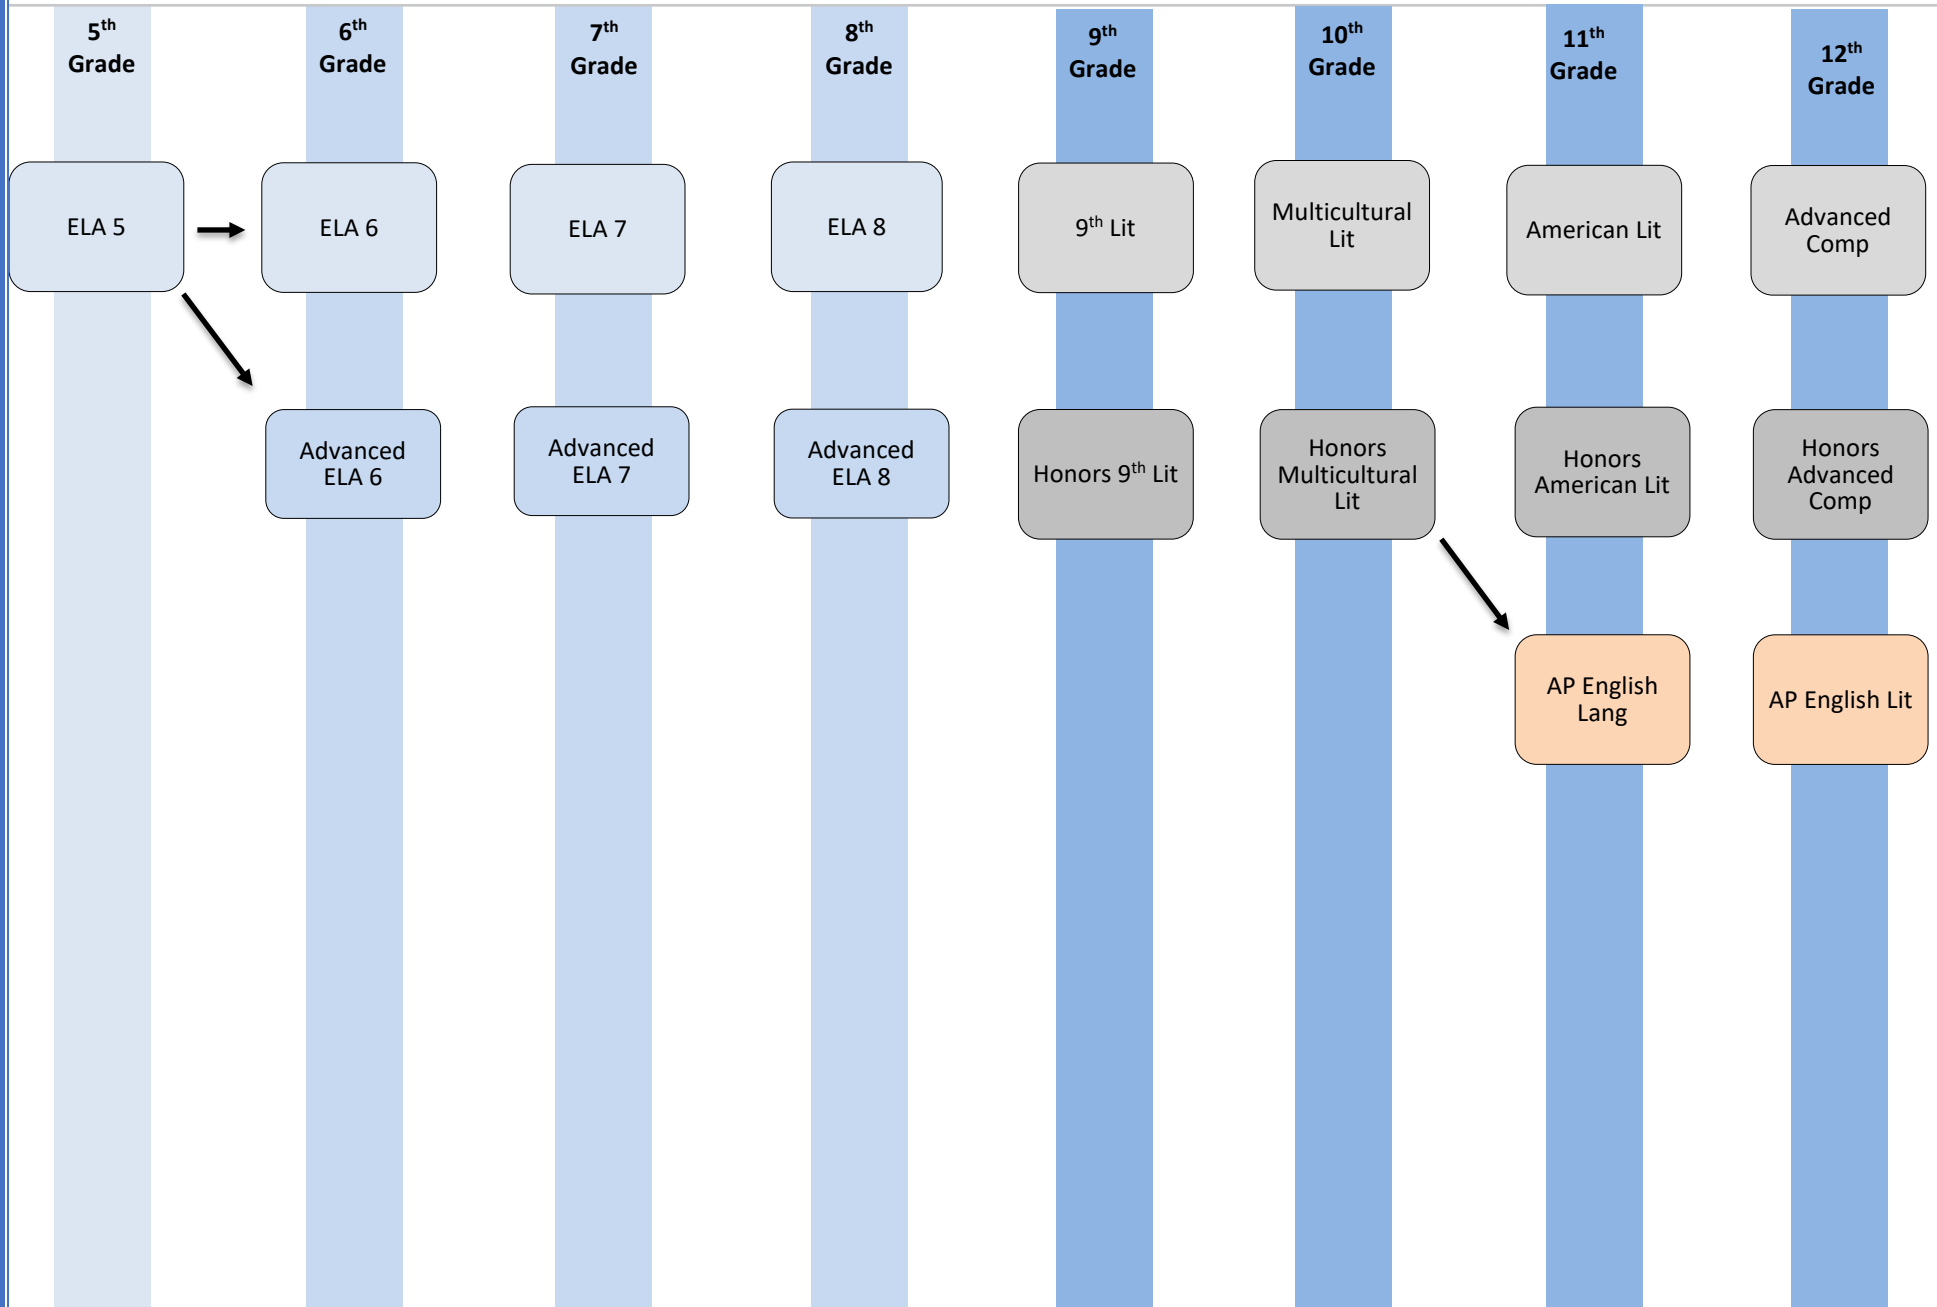 5th
Grade
6th
Grade
7th
Grade
8th
Grade
9th
Grade
10th
Grade
11th
Grade
12th
Grade
ELA 5
ELA 6
ELA 7
ELA 8
9th Lit
Multicultural
Lit
American Lit
Advanced
Comp
Advanced
ELA 6
Advanced
ELA 7
Advanced
ELA 8
Honors 9th Lit
Honors
Multicultural
Lit
Honors
American Lit
Honors
Advanced
Comp
AP English
Lang
AP English Lit